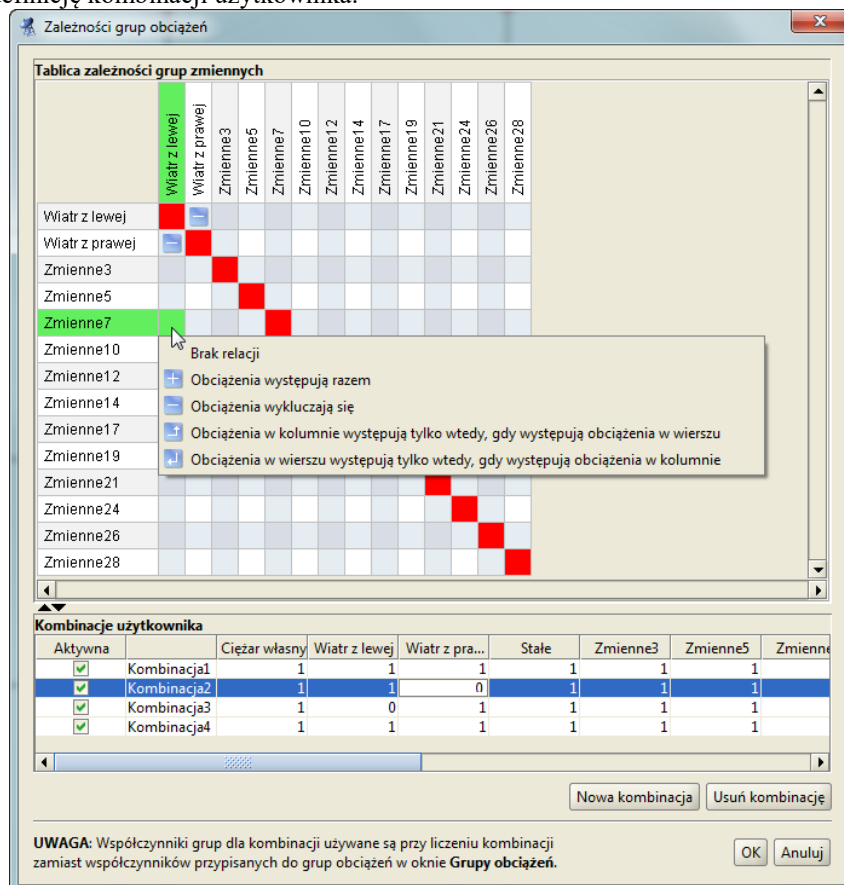 definicję kombinacji użytkownika.
Zależności grup obciążeń
Tablica zależności grup zmiennych
Wiatr z lewej
Wiatr z prawej
Zmienne3
Zmienne5
Zmienne7
Zmienne10
Zmienne12
Zmienne14
Zmienne17
Zmienne19
Zmienne21
Zmienne24
Zmienne26
Zmienne28
Wiatr z lewej
Wiatr z prawej
Zmienne3
Zmienne5
Zmienne7
Zmienne10
Zmienne12
Zmienne14
Zmienne17
Zmienne19
Zmienne21
Zmienne24
Zmienne26
Zmienne28
Brak relacji
Obciążenia występują razem
Obciążenia wykluczają się
Obciążenia w kolumnie występują tylko wtedy, gdy występują obciążenia w wierszu
Obciążenia w wierszu występują tylko wtedy, gdy występują obciążenia w kolumnie
Kombinacje użytkownika
Aktywna Ciężar własny Wiatr z lewej Wiatr z pra... Stałe Zmienne3 Zmienne5 Zmienne
Kombinacja1 1 1 1 1 1 1
Kombinacja2 1 1 0 1 1 1
Kombinacja3 1 0 1 1 1 1
Kombinacja4 1 1 1 1 1 1
Nowa kombinacja Usuń kombinację
UWAGA: Współczynniki grup dla kombinacji używane są przy liczeniu kombinacji
zamiast współczynników przypisanych do grup obciążeń w oknie Grupy obciążeń.
OK Anuluj